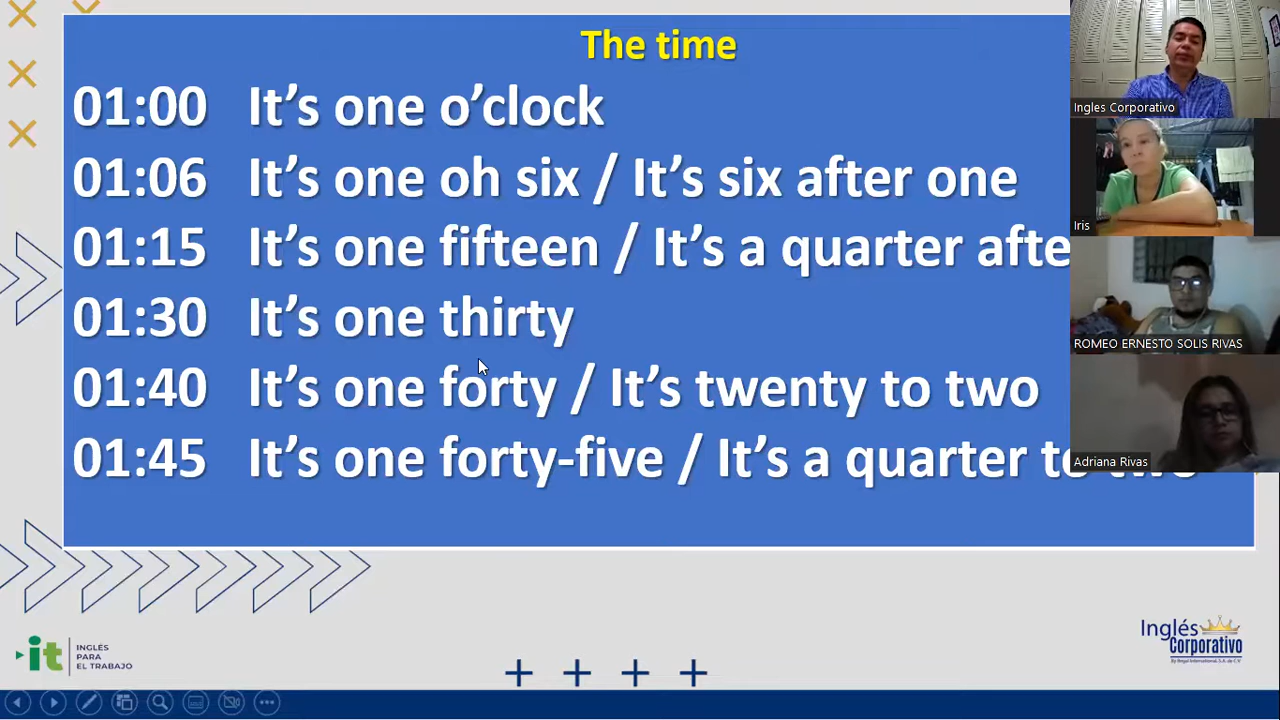 The time
01:00 It's one o'clock
01:06 It's one oh six / It's six after one
01:15 It's one fifteen / It's a quarter afte
01:30 It's one thirty
01:40 It's one forty / It's twenty to two
01:45 It's one forty-five / It's a quarter to two
Ingles Corporativo
Iris
ROMEO ERNESTO SOLIS RIVAS
Adriana Rivas
it
INGLÉS
PARA
EL TRABAJO
Inglés
Corporativo